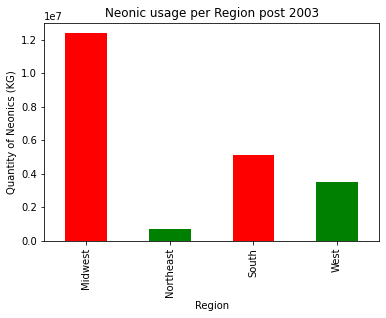 Neonic usage per Region post 2003
1e7
Quantity of Neonics (KG)
1.2
1.0
0.8
0.6
0.4
0.2
0.0
Midwest
Northeast
South
West
Region